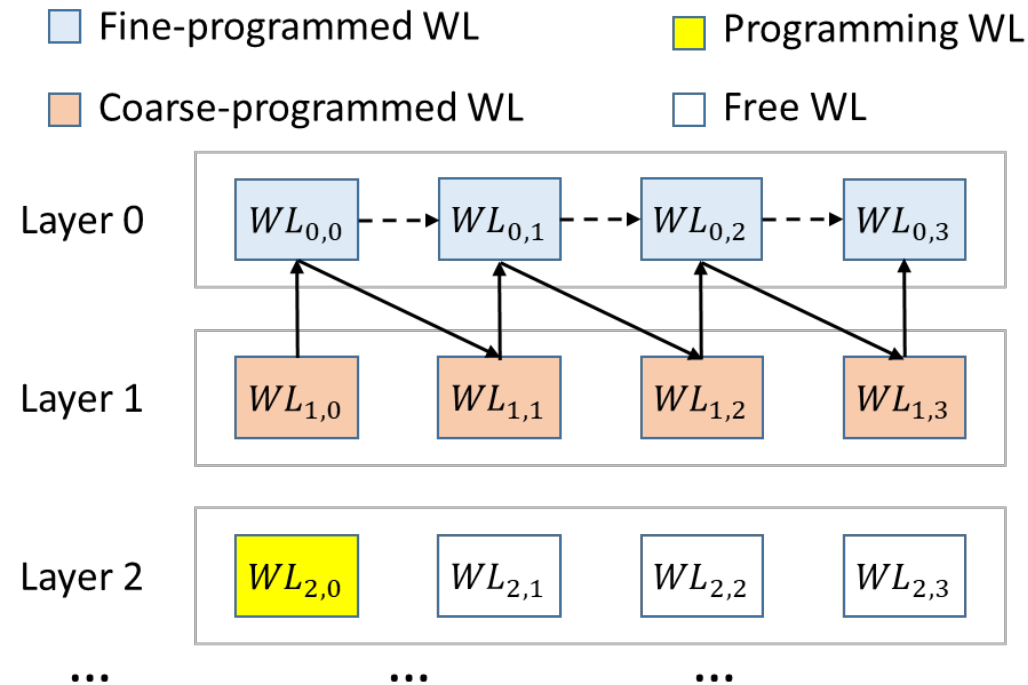 Fine-programmed WL Programming WL
Coarse-programmed WL Free WL
Layer 0 WL0,0 WL0,1 WL0,2 WL0,3
Layer 1 WL1,0 WL1,1 WL1,2 WL1,3
Layer 2 WL2,0 WL2,1 WL2,2 WL2,3
... ... ...